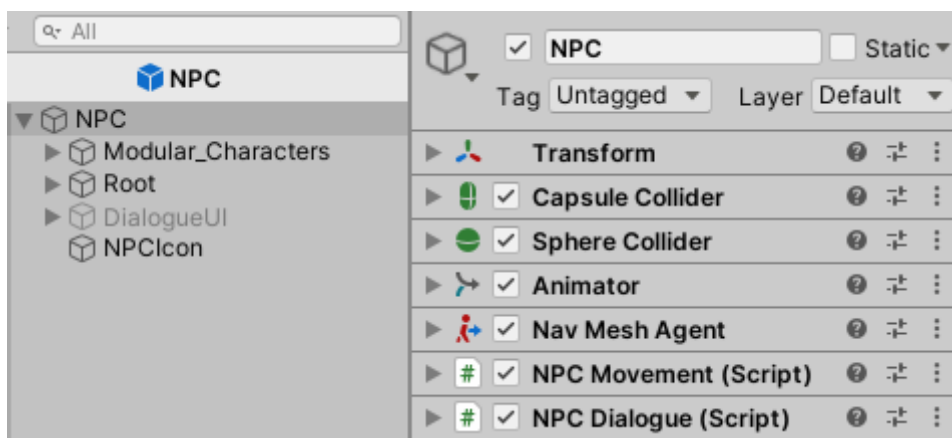 All
NPC
NPC
Modular_Characters
Root
DialogueUI
NPCIcon
NPC
Static
Tag Untagged Layer Default
Transform
Capsule Collider
Sphere Collider
Animator
Nav Mesh Agent
# NPC Movement (Script)
# NPC Dialogue (Script)